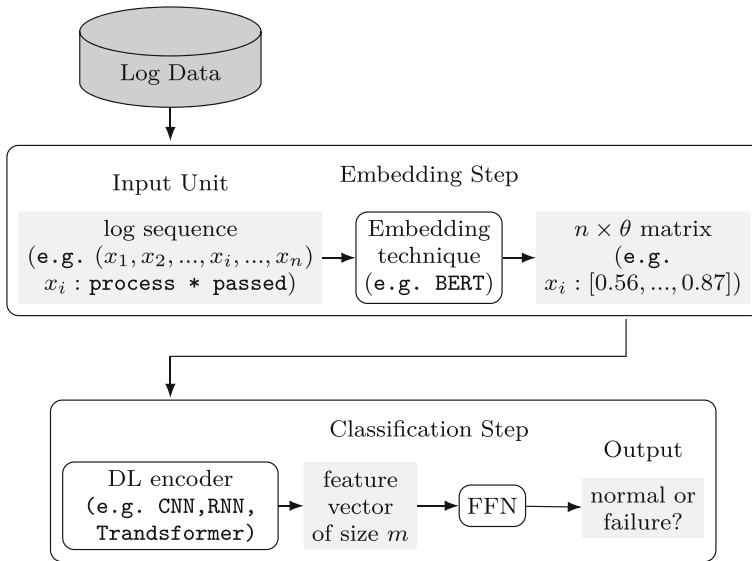 Log Data
Embedding Step
Input Unit
log sequence
(e.g. (x₁, x₂, ..., xᵢ, ..., xₙ)
xᵢ : process * passed)
Embedding
technique
(e.g. BERT)
n × θ matrix
(e.g.
xᵢ : [0.56, ..., 0.87])
Classification Step
DL encoder
(e.g. CNN,RNN,
Trandsformer)
feature
vector
of size m
FFN
Output
normal or
failure?